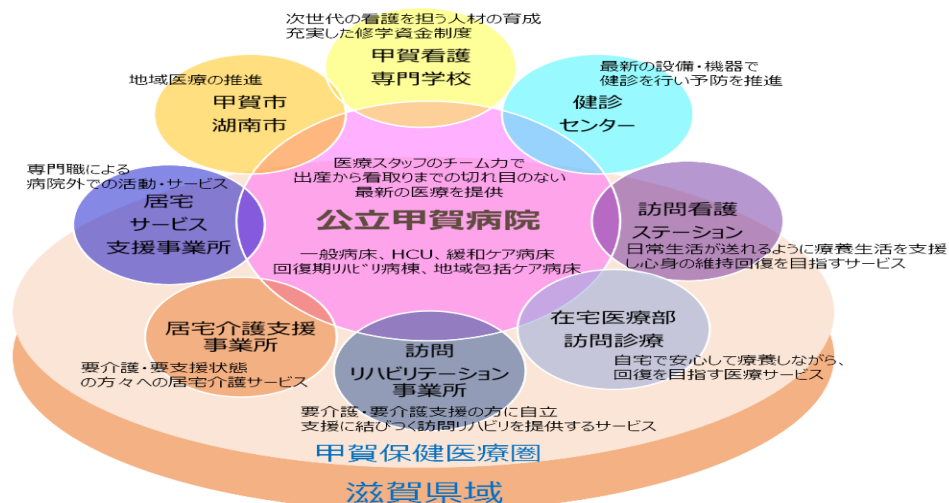 次世代の看護を担う人材の育成
充実した修学資金制度
甲賀看護
専門学校
地域医療の推進
甲賀市
湖南市
最新の設備・機器で
健診を行い予防を推進
健診
センター
専門職による
病院外での活動・サービス
居宅
サービス
支援事業所
医療スタッフのチーム力で
出産から看取りまでの切れ目のない
最新の医療を提供
公立甲賀病院
一般病床、HCU、緩和ケア病床
回復期ﾘﾊﾋﾞﾘ病棟、地域包括ケア病床
訪問看護
ステーション
日常生活が送れるように療養生活を支援
し心身の維持回復を目指すサービス
居宅介護支援
事業所
要介護・要支援状態
の方々への居宅介護サービス
訪問
リハビリテーション
事業所
要介護・要介護支援の方に自立
支援に結びつく訪問リハビリを提供するサービス
在宅医療部
訪問診療
自宅で安心して療養しながら、
回復を目指す医療サービス
甲賀保健医療圏
滋賀県域